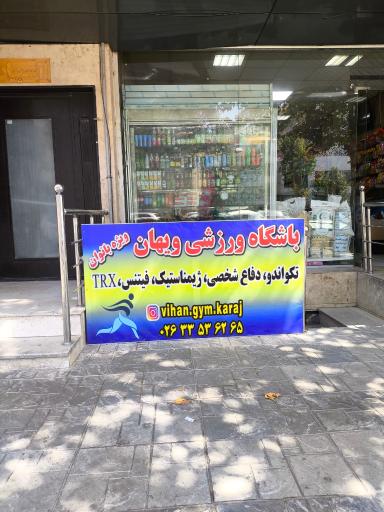 باشگاه ورزشی ویهان ویژه بانوان
تکواندو، دفاع شخصی، ژیمناستیک، فیتنس، TRX
vihan.gym.karaj
۰۲۶ ۳۳ ۵۳ ۶۲ ۶۵